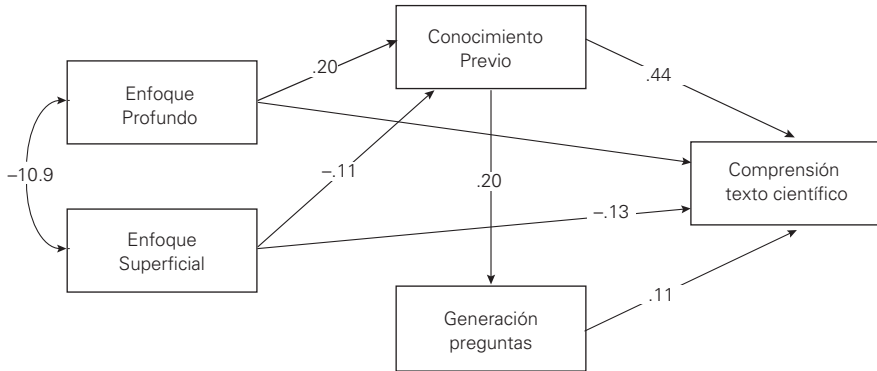 Conocimiento
Previo
.20
.44
Enfoque
Profundo
–10.9
–.11
.20
Comprensión
texto científico
–.13
Enfoque
Superficial
Generación
preguntas
.11